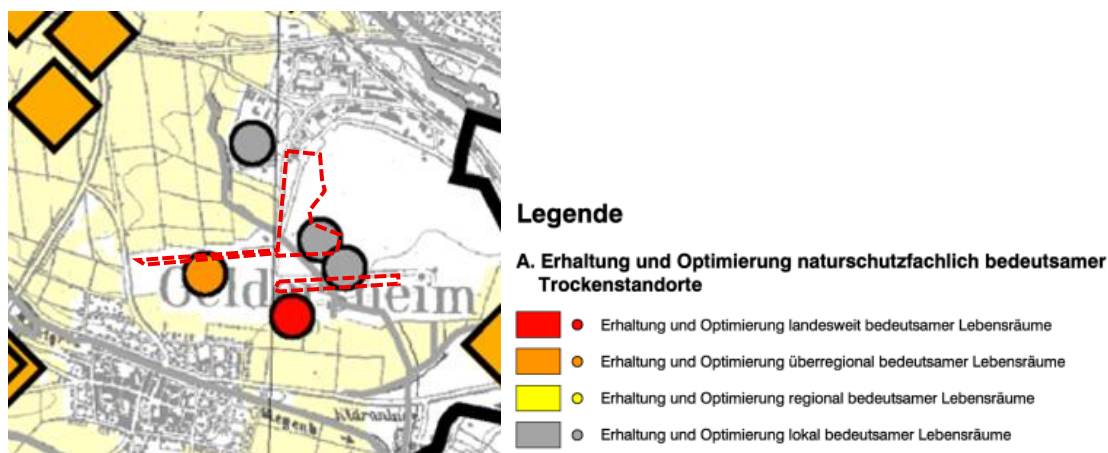 Legende
A. Erhaltung und Optimierung naturschutzfachlich bedeutsamer
Trockenstandorte
Erhaltung und Optimierung landesweit bedeutsamer Lebensräume
Erhaltung und Optimierung überregional bedeutsamer Lebensräume
Erhaltung und Optimierung regional bedeutsamer Lebensräume
Erhaltung und Optimierung lokal bedeutsamer Lebensräume